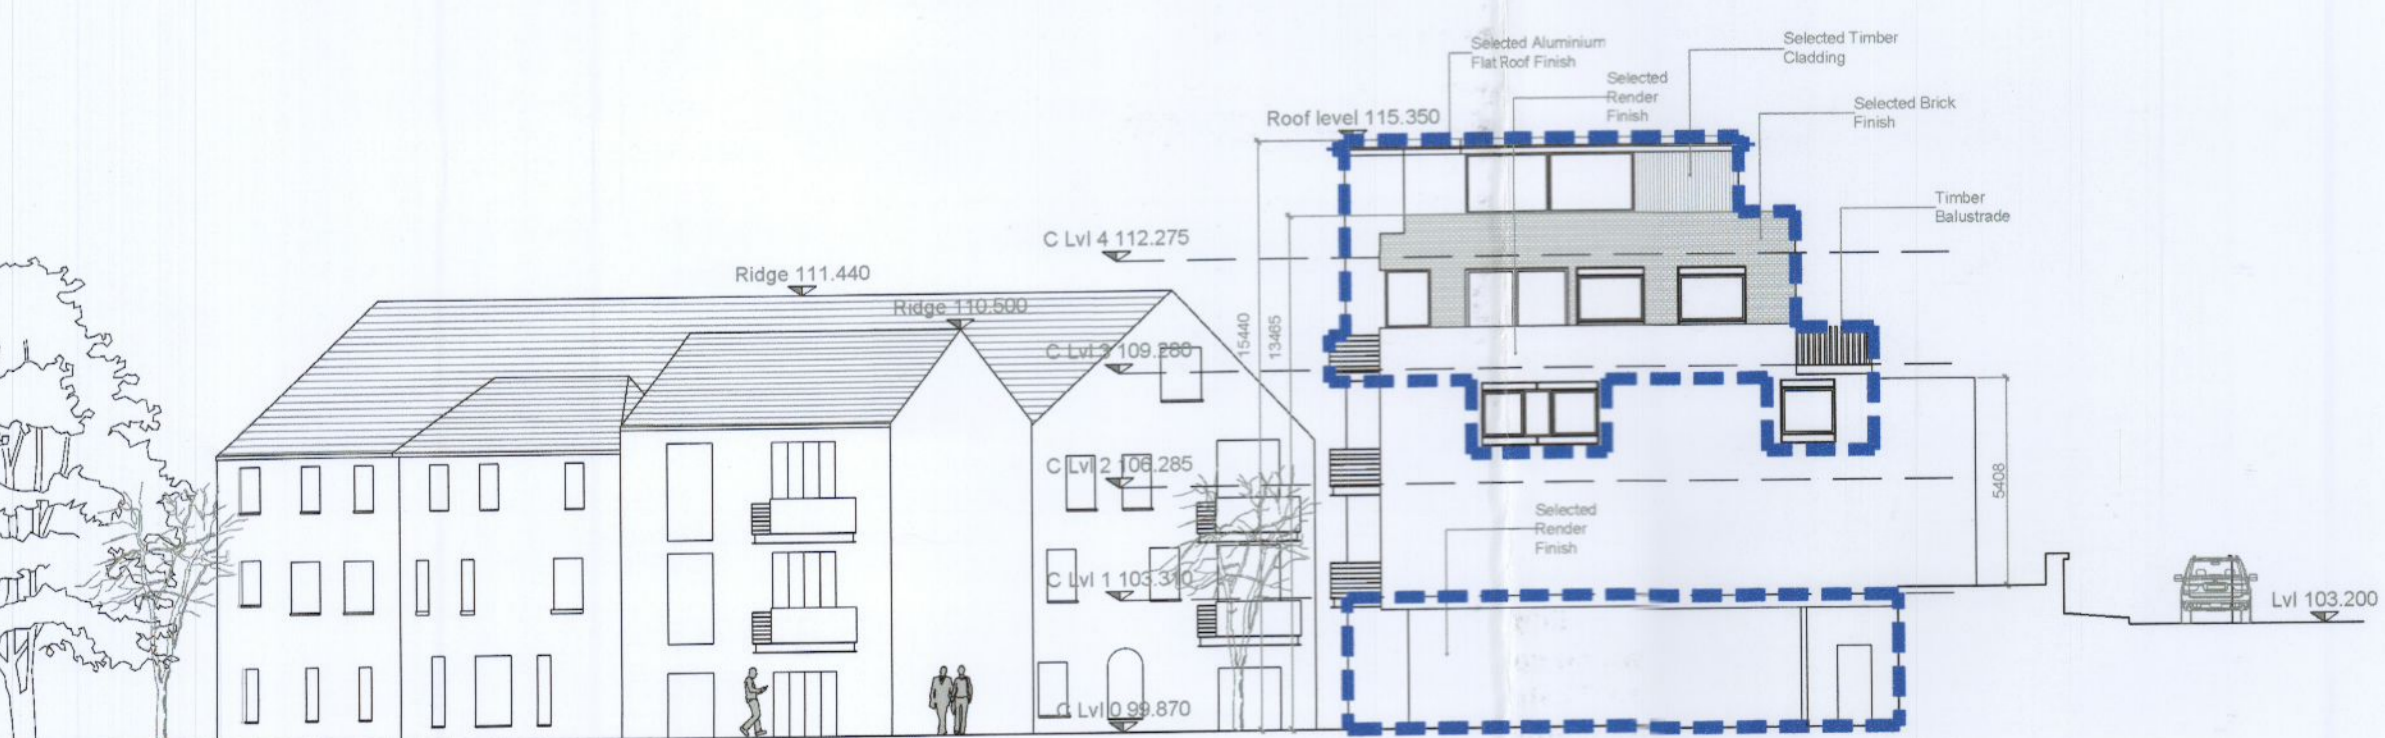 Selected Aluminium
Flat Roof Finish
Selected Timber
Cladding
Selected
Render
Finish
Selected Brick
Finish
Roof level 115.350
Timber
Balustrade
C Lvl 4 112.275
Ridge 111.440
Ridge 110.500
15440
13465
C Lvl 3 109.280
C Lvl 2 106.285
5408
Selected
Render
Finish
C Lvl 1 103.310
Lvl 103.200
C Lvl 0 99.870